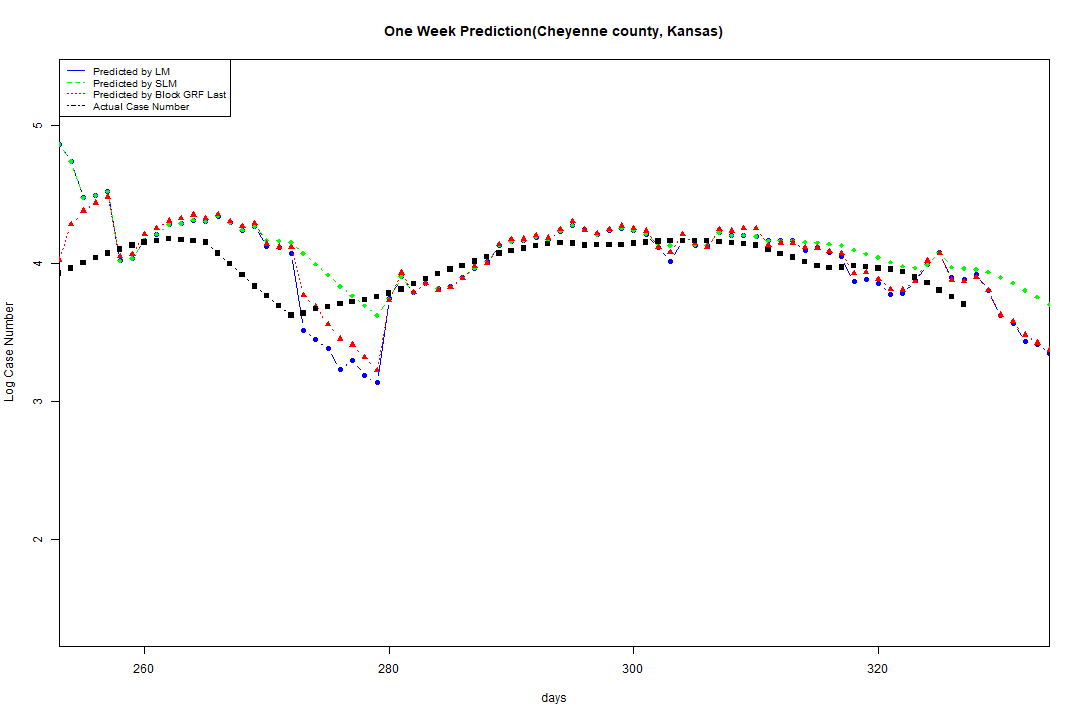 One Week Prediction(Cheyenne county, Kansas)
Predicted by LM
Predicted by SLM
Predicted by Block GRF Last
Actual Case Number
5
4
3
2
Log Case Number
260
280
300
320
days